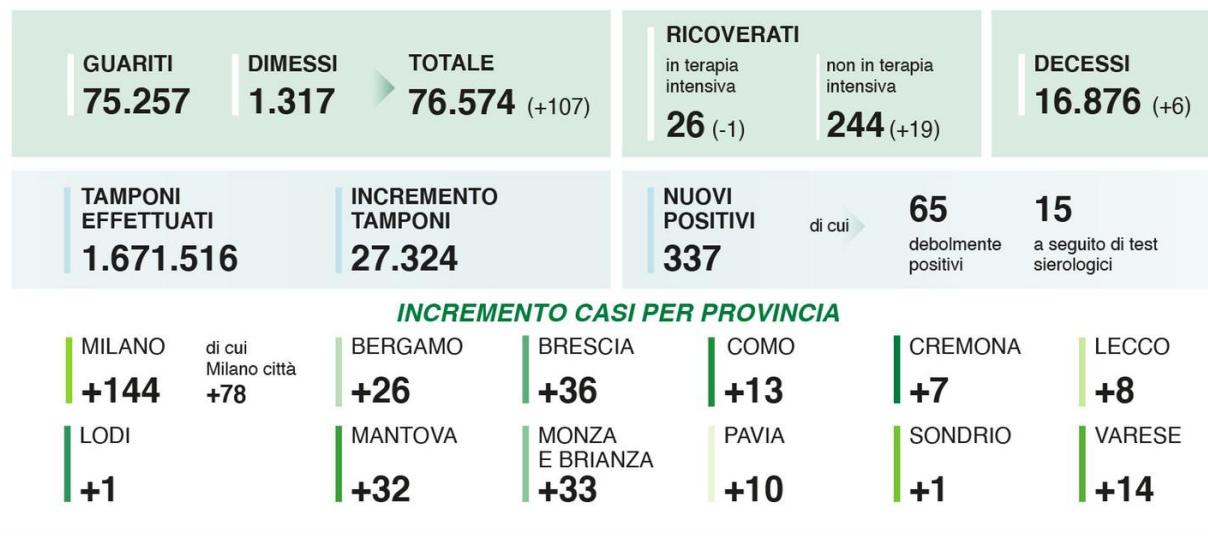 GUARITI
75.257
DIMESSI
1.317
TOTALE
76.574 (+107)
RICOVERATI
in terapia
intensiva
26 (-1)
non in terapia
intensiva
244 (+19)
DECESSI
16.876 (+6)
TAMPONI
EFFETTUATI
1.671.516
INCREMENTO
TAMPONI
27.324
NUOVI
POSITIVI
337
di cui
65
debolmente
positivi
15
a seguito di test
sierologici
INCREMENTO CASI PER PROVINCIA
MILANO
+144
di cui
Milano città
+78
BERGAMO
+26
BRESCIA
+36
COMO
+13
CREMONA
+7
LECCO
+8
LODI
+1
MANTOVA
+32
MONZA
E BRIANZA
+33
PAVIA
+10
SONDRIO
+1
VARESE
+14